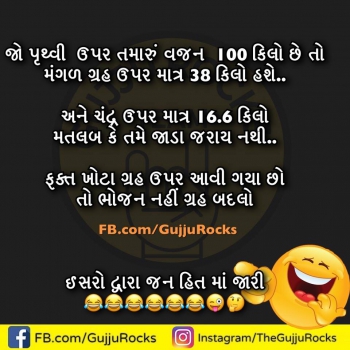 જો પૃથ્વી ઉપર તમારું વજન 100 કિલો છે તો
મંગળ ગ્રહ ઉપર માત્ર 38 કિલો હશે..
અને ચંદ્ર ઉપર માત્ર 16.6 કિલો
મતલબ કે તમે જાડા જરાય નથી..
ફક્ત ખોટા ગ્રહ ઉપર આવી ગયા છો
તો ભોજન નહીં ગ્રહ બદલો
FB.com/GujjuRocks
ઈસરો દ્વારા જન હિત માં જારી
😂😂😂😂😂😂😂😜🤔
FB.com/GujjuRocks
Instagram/TheGujjuRocks